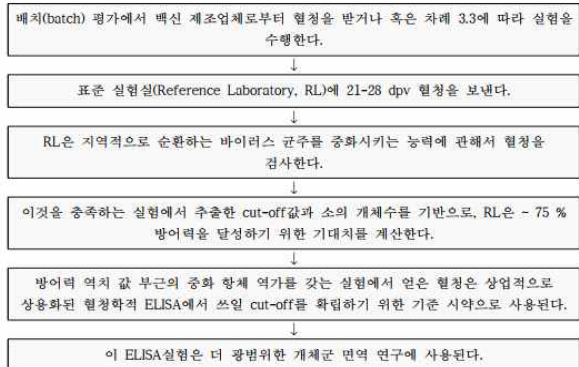 배치(batch) 평가에서 백신 제조업체로부터 혈청을 받거나 혹은 차례 3.3에 따라 실험을
수행한다.
↓
표준 실험실(Reference Laboratory, RL)에 21-28 dpv 혈청을 보낸다.
↓
RL은 지역적으로 순환하는 바이러스 균주를 중화시키는 능력에 관해서 혈청을
검사한다.
↓
이것을 충족하는 실험에서 추출한 cut-off값과 소의 개체수를 기반으로, RL은 ~ 75 %
방어력을 달성하기 위한 기대치를 계산한다.
↓
방어력 역치 값 부근의 중화 항체 역가를 갖는 실험에서 얻은 혈청은 상업적으로
상용화된 혈청학적 ELISA에서 쓰일 cut-off를 확립하기 위한 기준 시약으로 사용된다.
↓
이 ELISA실험은 더 광범위한 개체군 면역 연구에 사용된다.